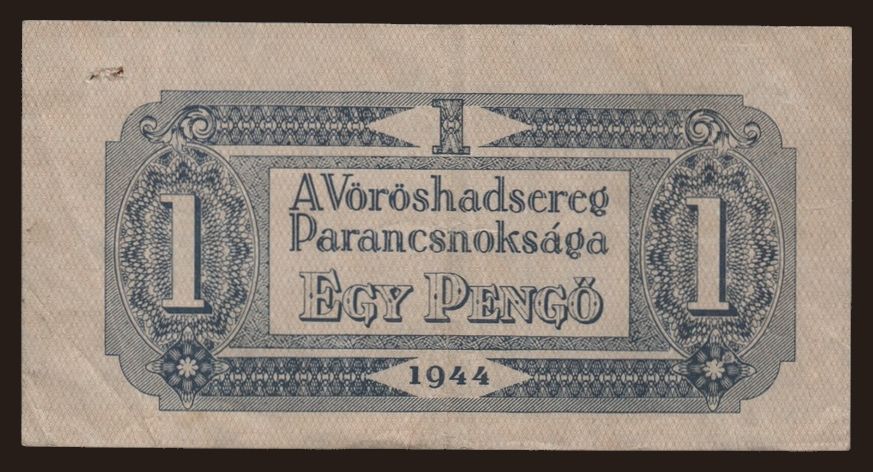 1
A Vöröshadsereg
Parancsnoksága
1 1
Egy Pengő
1944